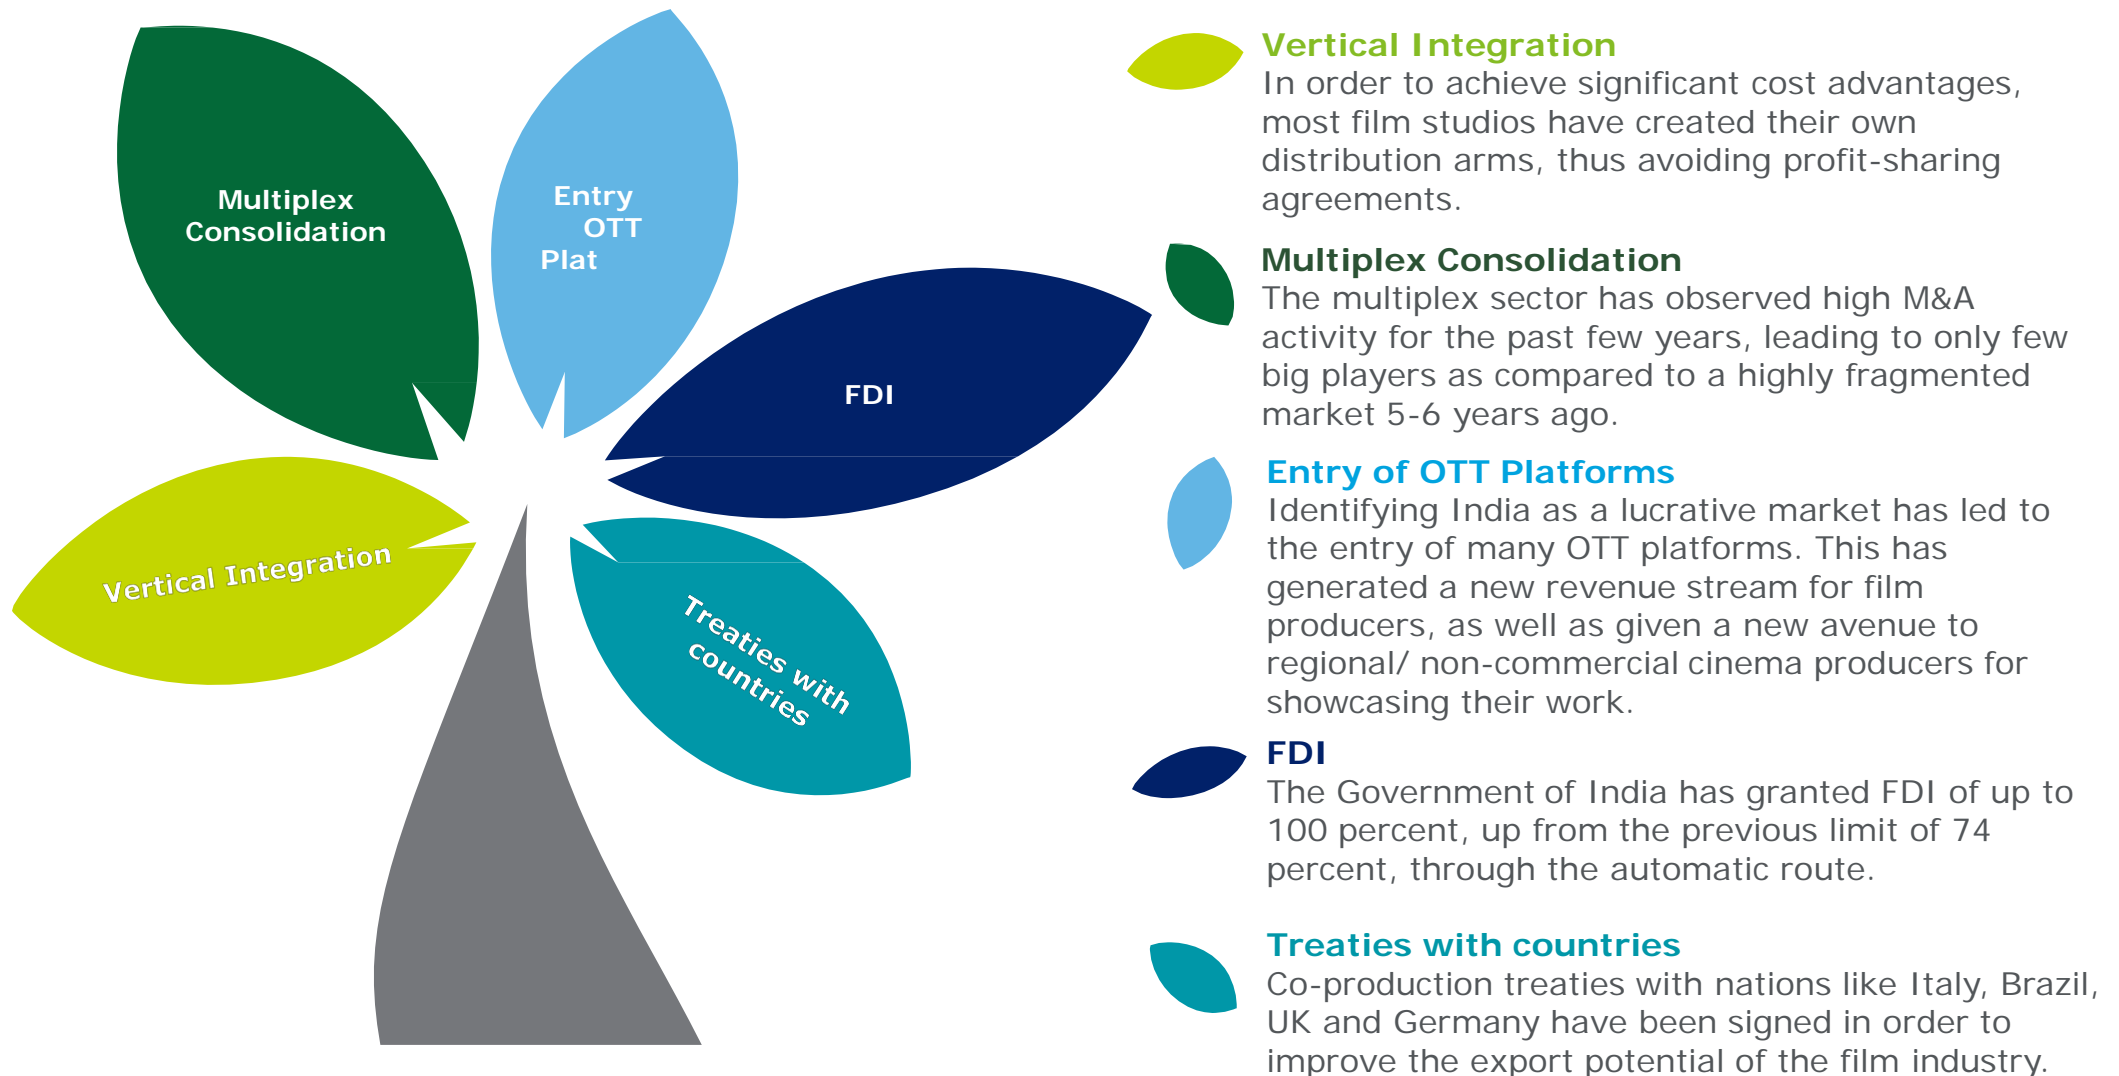 Multiplex
Consolidation
Entry
OTT
Plat
FDI
Vertical Integration
Treaties with
countries
Vertical Integration
In order to achieve significant cost advantages,
most film studios have created their own
distribution arms, thus avoiding profit-sharing
agreements.
Multiplex Consolidation
The multiplex sector has observed high M&A
activity for the past few years, leading to only few
big players as compared to a highly fragmented
market 5-6 years ago.
Entry of OTT Platforms
Identifying India as a lucrative market has led to
the entry of many OTT platforms. This has
generated a new revenue stream for film
producers, as well as given a new avenue to
regional/ non-commercial cinema producers for
showcasing their work.
FDI
The Government of India has granted FDI of up to
100 percent, up from the previous limit of 74
percent, through the automatic route.
Treaties with countries
Co-production treaties with nations like Italy, Brazil,
UK and Germany have been signed in order to
improve the export potential of the film industry.